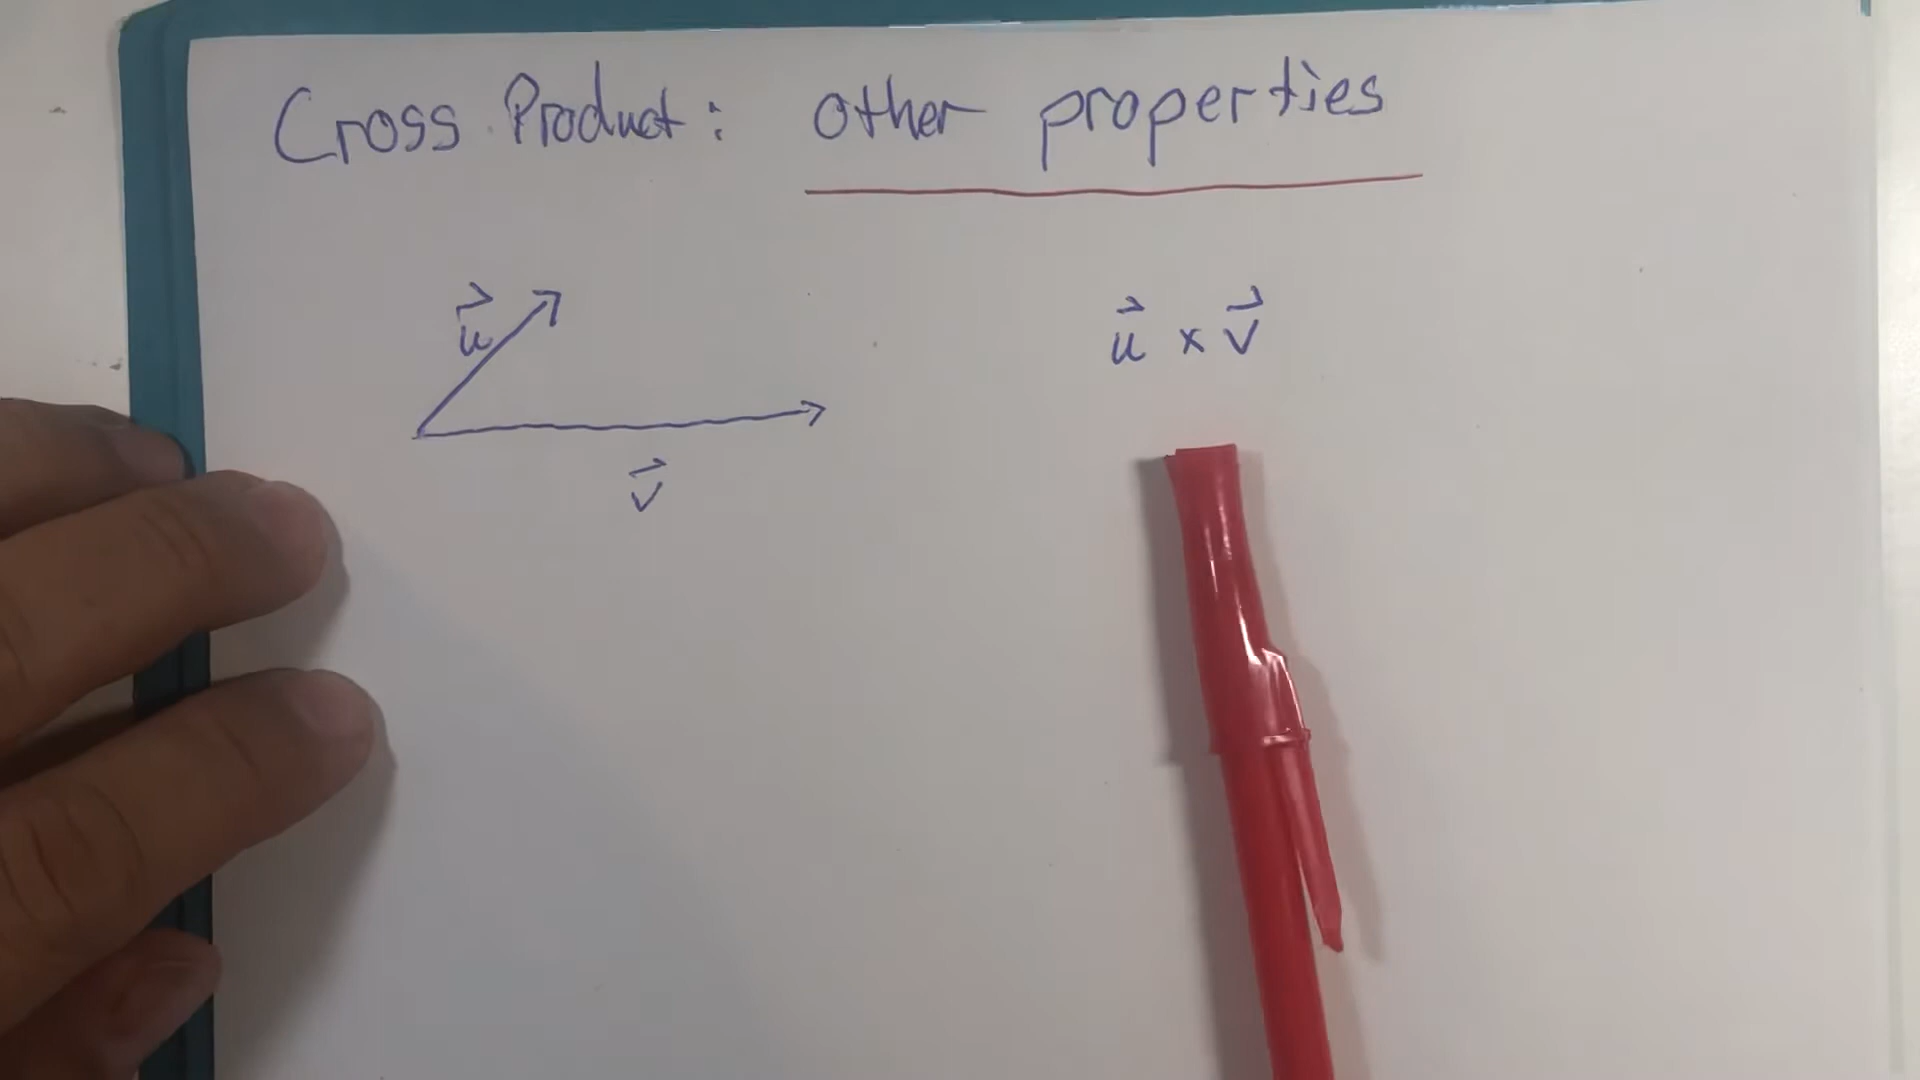 Cross Product: other properties
u⃗
u⃗ x v⃗
v⃗